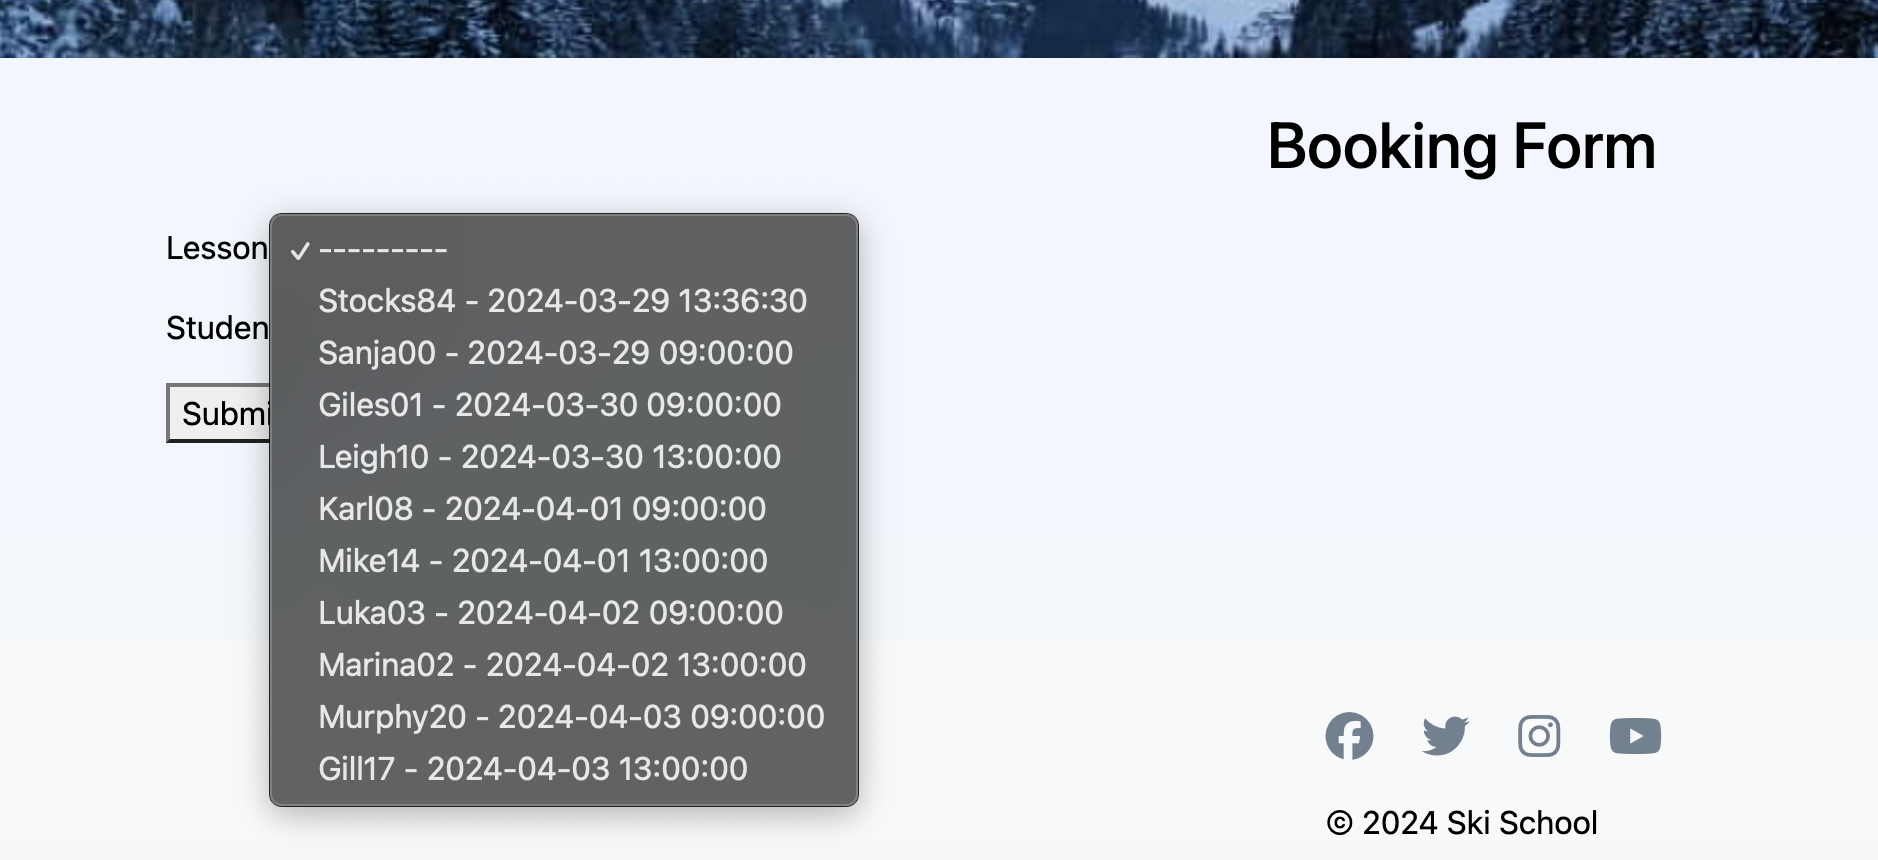 Booking Form
Lesson
✓ ---------
Stocks84 - 2024-03-29 13:36:30
Sanja00 - 2024-03-29 09:00:00
Giles01 - 2024-03-30 09:00:00
Leigh10 - 2024-03-30 13:00:00
Karl08 - 2024-04-01 09:00:00
Mike14 - 2024-04-01 13:00:00
Luka03 - 2024-04-02 09:00:00
Marina02 - 2024-04-02 13:00:00
Murphy20 - 2024-04-03 09:00:00
Gill17 - 2024-04-03 13:00:00
Studen
Submi
© 2024 Ski School